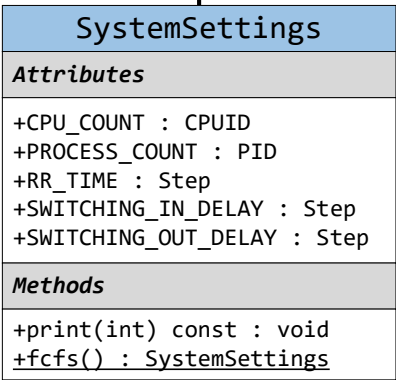 SystemSettings
Attributes
+CPU_COUNT : CPUID
+PROCESS_COUNT : PID
+RR_TIME : Step
+SWITCHING_IN_DELAY : Step
+SWITCHING_OUT_DELAY : Step
Methods
+print(int) const : void
+fcfs() : SystemSettings